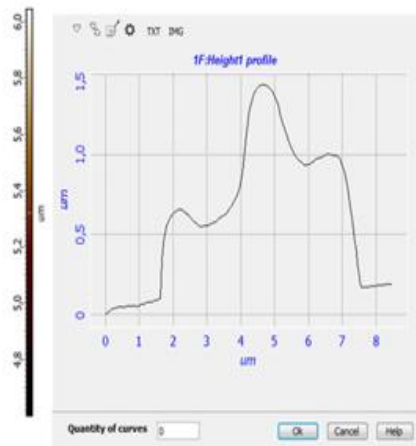 6,0
5,8
5,4
um
5,2
5,0
4,8
TXT IMG
1F:Height1 profile
um
1,5
1,0
0,5
0
0 1 2 3 4 5 6 7 8
um
Quantity of curves 0
Ok Cancel Help